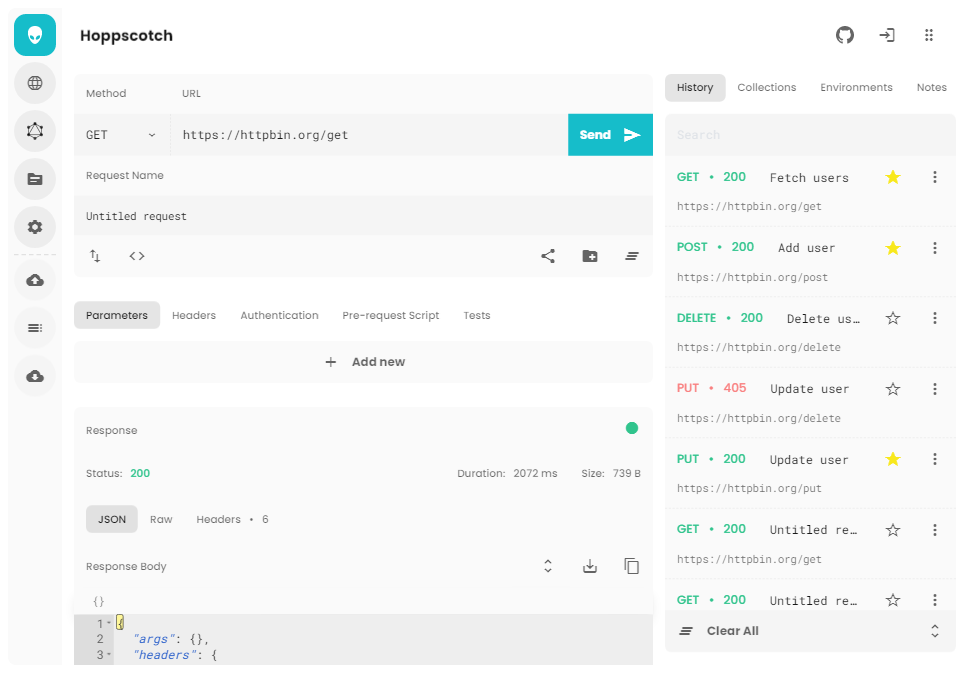 Hoppscotch
Method URL
GET https://httpbin.org/get Send
Request Name
Untitled request
Parameters Headers Authentication Pre-request Script Tests
+ Add new
Response
Status: 200 Duration: 2072 ms Size: 739 B
JSON Raw Headers • 6
Response Body
{}
1 {
2 "args": {},
3 "headers": {
History Collections Environments Notes
Search
GET • 200 Fetch users
https://httpbin.org/get
POST • 200 Add user
https://httpbin.org/post
DELETE • 200 Delete us…
https://httpbin.org/delete
PUT • 405 Update user
https://httpbin.org/delete
PUT • 200 Update user
https://httpbin.org/put
GET • 200 Untitled re…
https://httpbin.org/get
GET • 200 Untitled re…
Clear All